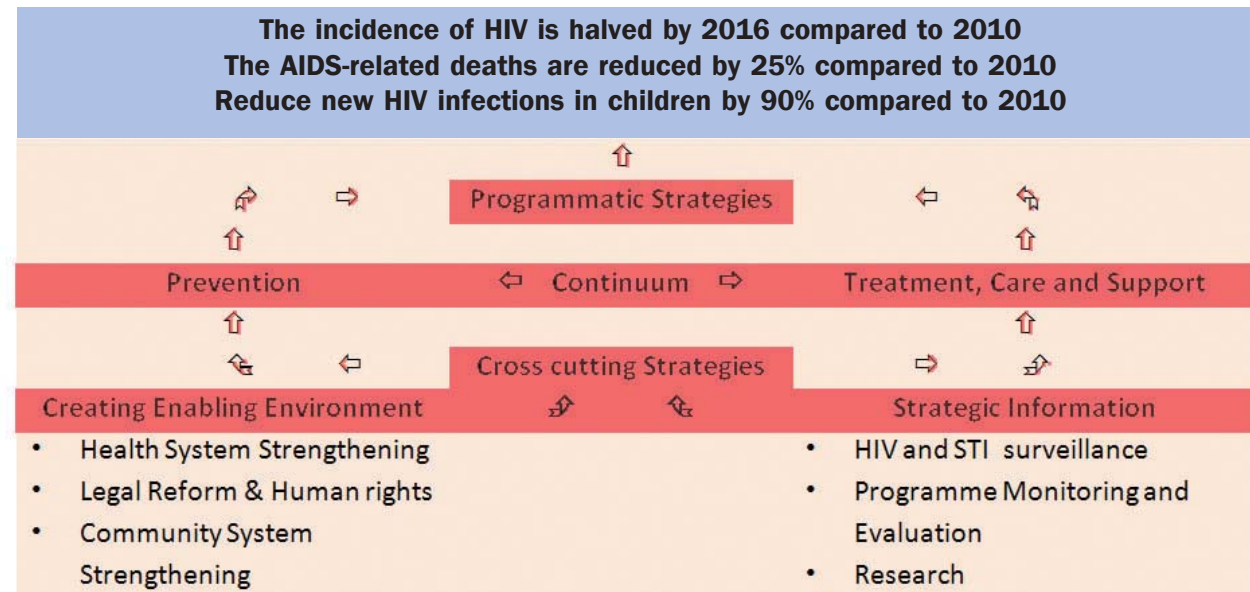 The incidence of HIV is halved by 2016 compared to 2010
The AIDS-related deaths are reduced by 25% compared to 2010
Reduce new HIV infections in children by 90% compared to 2010
⇧
Programmatic Strategies
Prevention ⇦ Continuum ⇨ Treatment, Care and Support
Cross cutting Strategies
Creating Enabling Environment
• Health System Strengthening
• Legal Reform & Human rights
• Community System
Strengthening
Strategic Information
• HIV and STI surveillance
• Programme Monitoring and
Evaluation
• Research